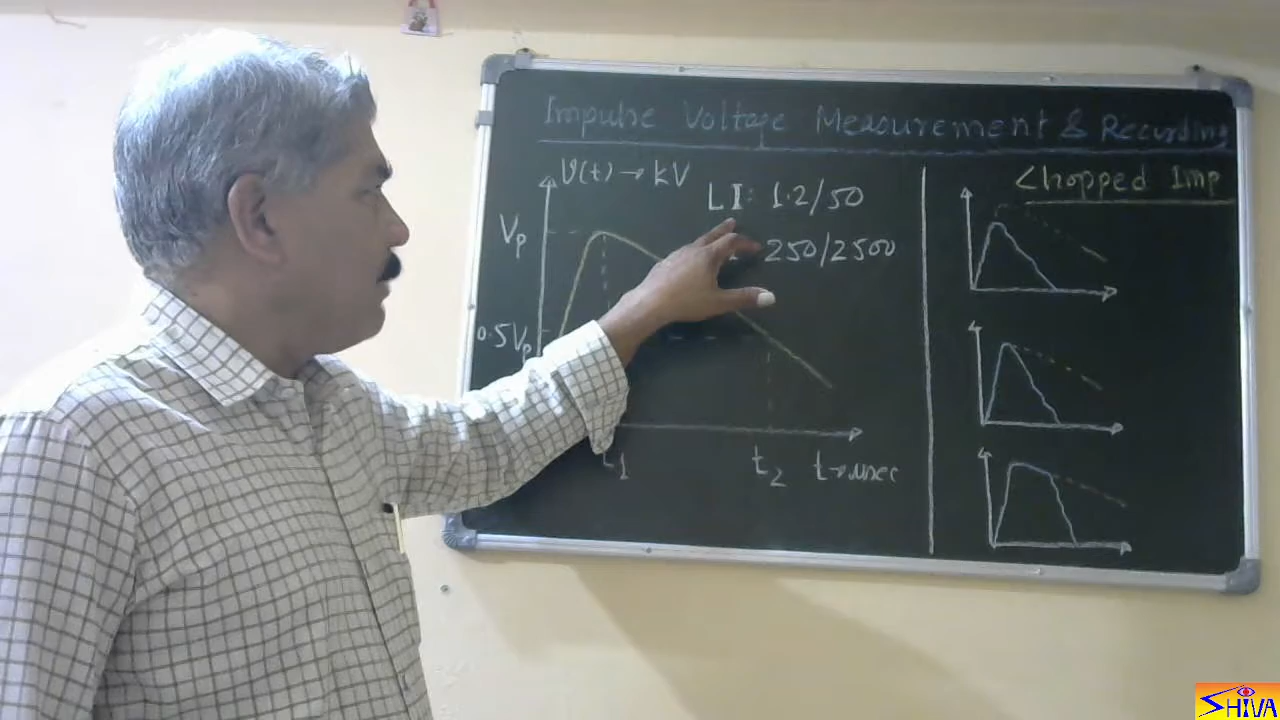 Impulse Voltage Measurement & Recording
V(t) → kV
LI: 1.2/50
Chopped Imp
Vp
I 250/2500
0.5Vp
t1
t2
t → μsec
SHIVA